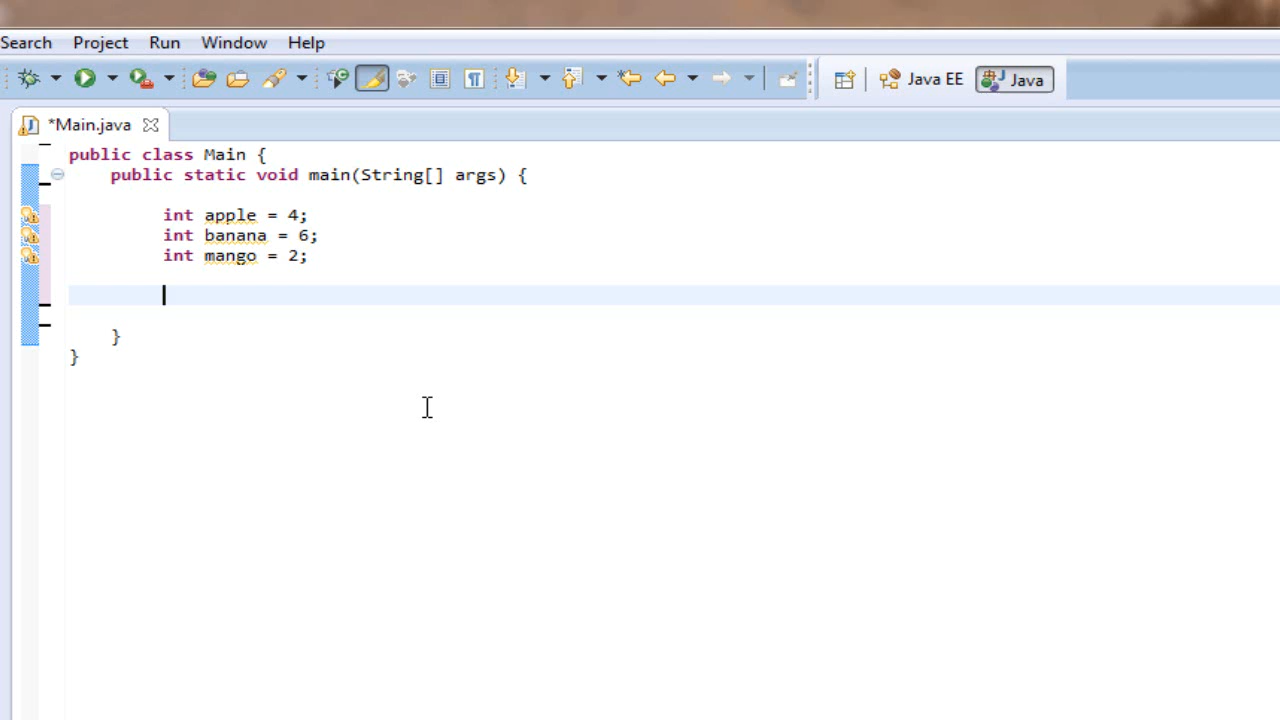 Search Project Run Window Help
Java EE Java
*Main.java
public class Main {
public static void main(String[] args) {
int apple = 4;
int banana = 6;
int mango = 2;
}
}